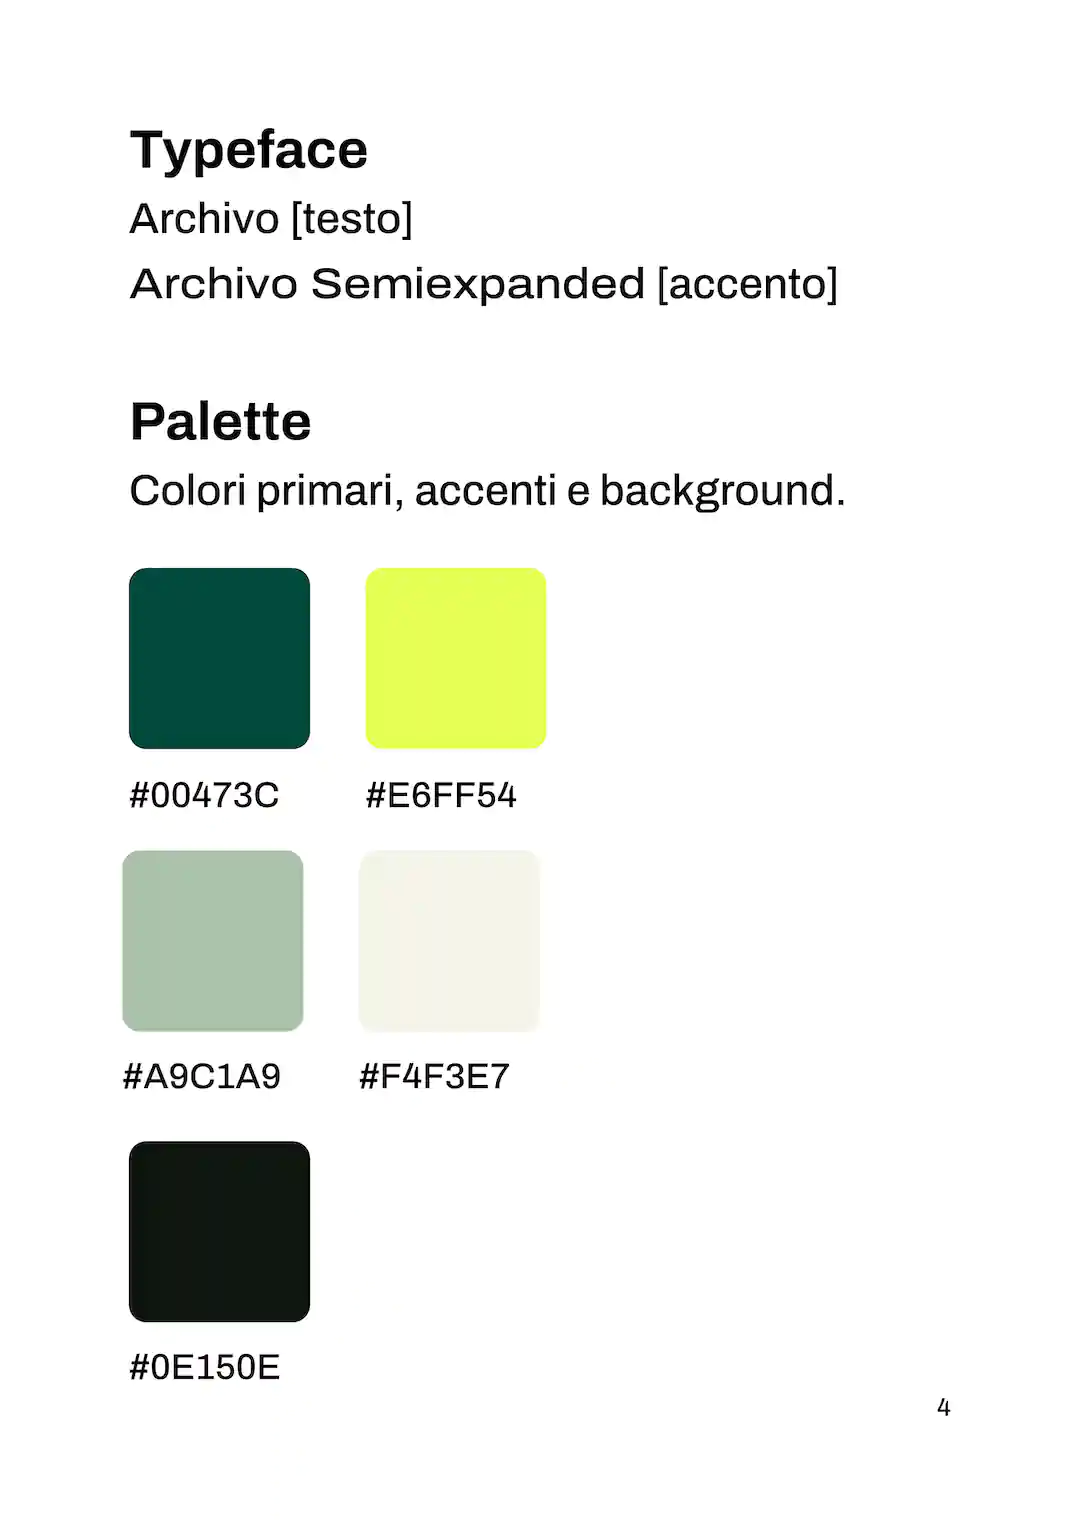 Typeface
Archivo [testo]
Archivo Semiexpanded [accento]
Palette
Colori primari, accenti e background.
#00473C
#E6FF54
#A9C1A9
#F4F3E7
#0E150E
4